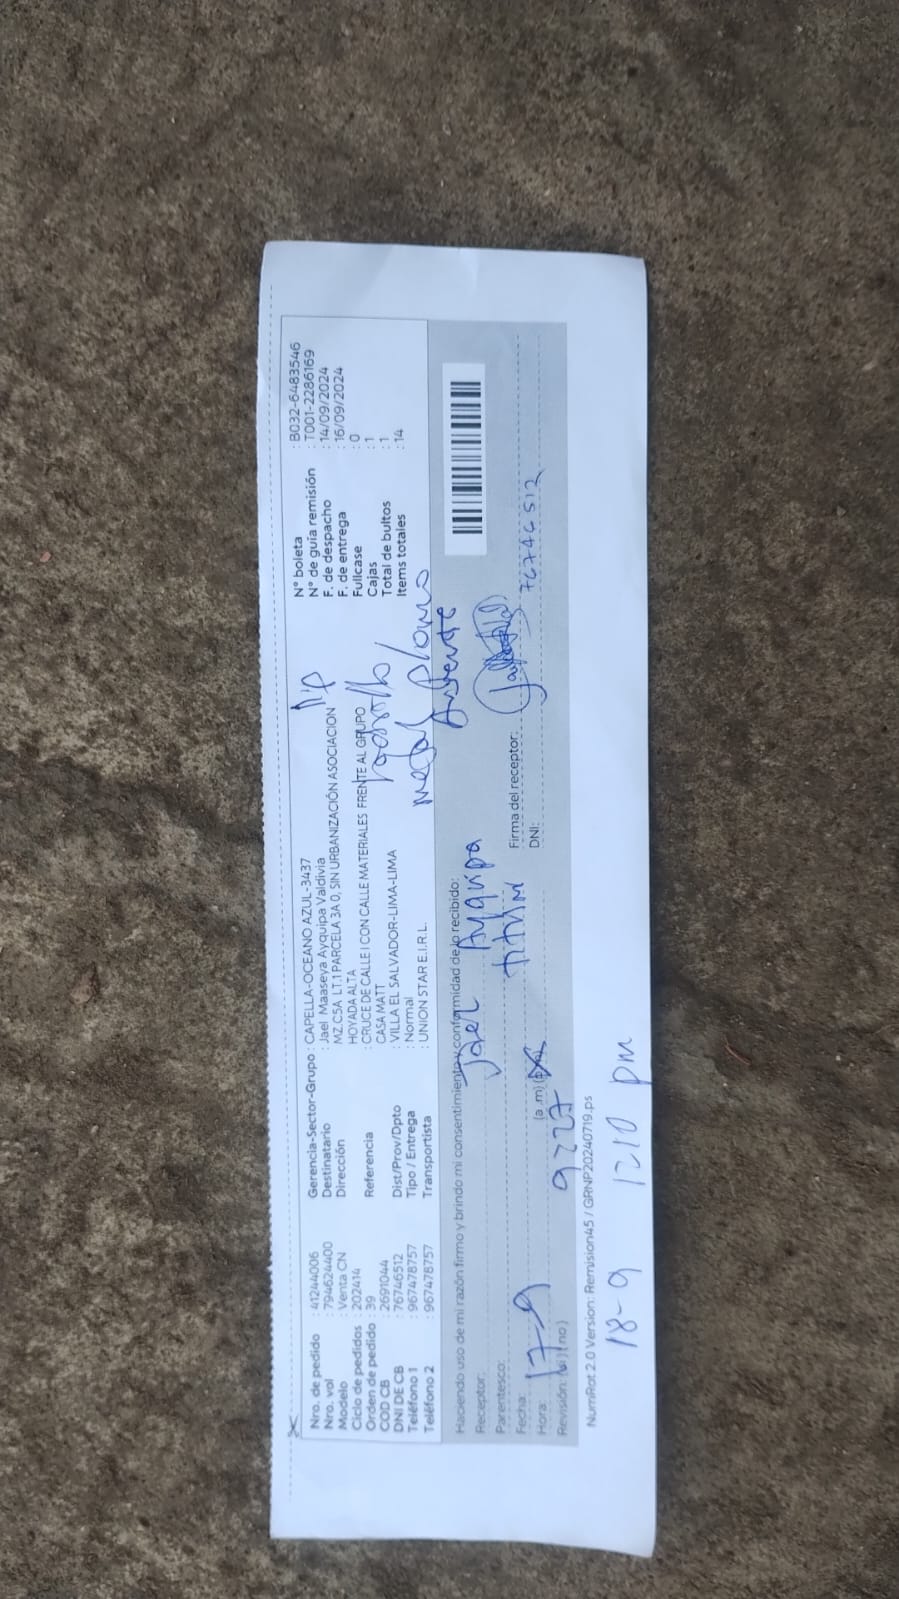 Nro. de pedido : 41244006
Nro. vol : 794624400
Modelo : Venta CN
Ciclo de pedidos : 202414
Orden de pedido : 39
COD CB : 2691044
DNI DE CB : 76746512
Teléfono 1 : 967478757
Teléfono 2 : 967478757
Gerencia-Sector-Grupo : CAPELLA-OCEANO AZUL-3437
Destinatario : Jael Maaseya Ayquipa Valdivia
Dirección : MZ.C5A LT.1 PARCELA 3A 0, SIN URBANIZACIÓN ASOCIACION
HOYADA ALTA
Referencia : CRUCE DE CALLE I CON CALLE MATERIALES FRENTE AL GRUPO
CASA MATT
Dist/Prov/Dpto : VILLA EL SALVADOR-LIMA-LIMA
Tipo / Entrega : Normal
Transportista : UNION STAR E.I.R.L.
N° boleta : B032-6483546
N° de guía remisión : T001-2286169
F. de despacho : 14/09/2024
F. de entrega : 16/09/2024
Fullcase : 0
Cajas : 1
Total de bultos : 1
Items totales : 14
ladrillo /
metal plomo
Haciendo uso de mi razón firmo y brindo mi consentimiento y conformidad de lo recibido:
Receptor: Jael Ayquipa
Parentesco: titular
Fecha: 17-9
Hora: (a .m)
Revisión: (si) (no) 9227
Firma del receptor:
DNI: 76746512
NumiRot 2.0 Version: Remision45 / GRNP20240719.ps
18-9 12 10 pm